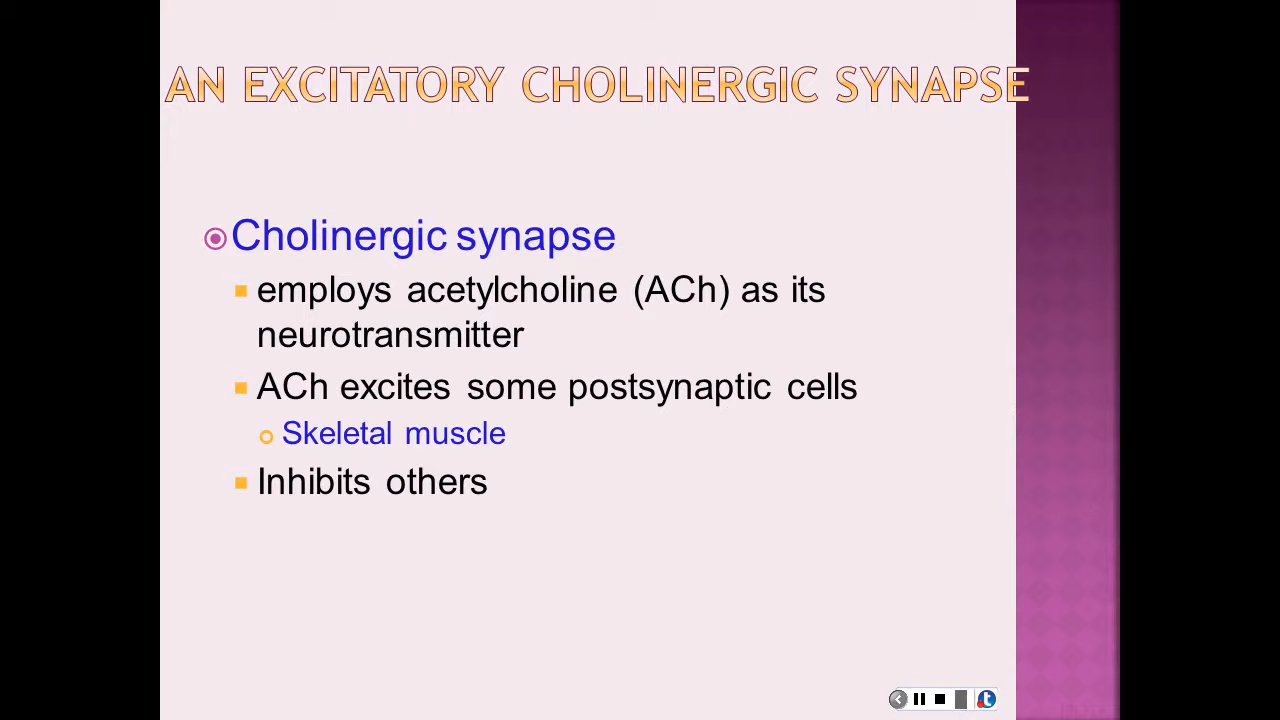 AN EXCITATORY CHOLINERGIC SYNAPSE
Cholinergic synapse
employs acetylcholine (ACh) as its
neurotransmitter
ACh excites some postsynaptic cells
Skeletal muscle
Inhibits others
t